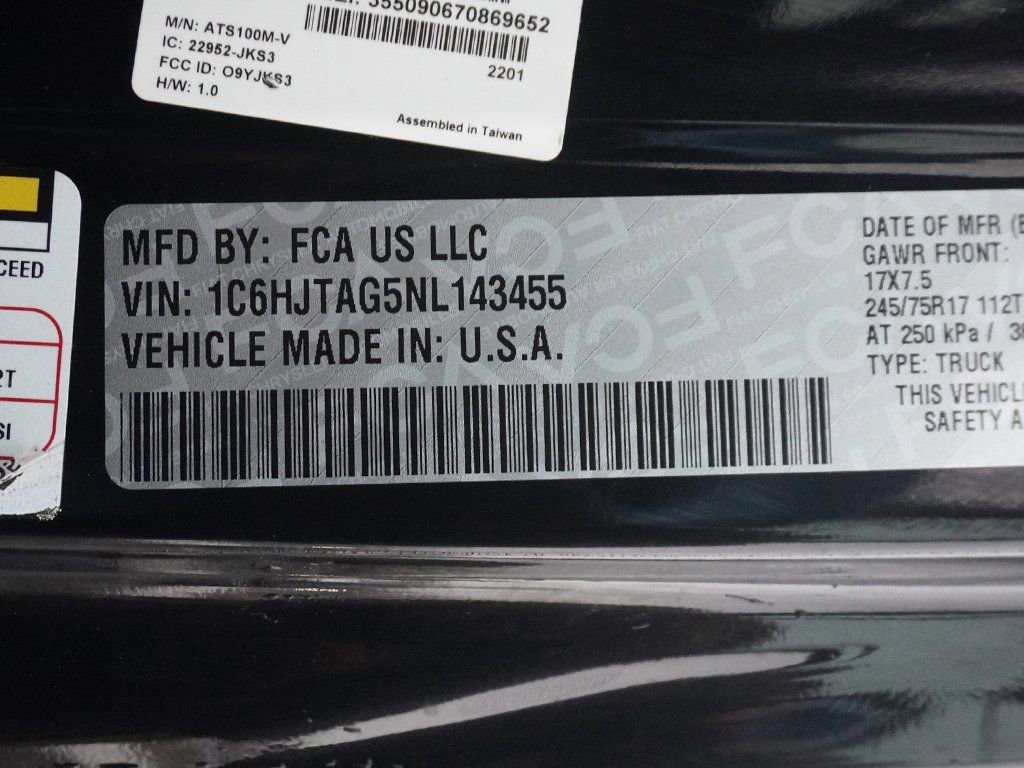 355090670869652
M/N: ATS100M-V
IC: 22952-JKS3
FCC ID: O9YJKS3
H/W: 1.0
2201
Assembled in Taiwan
CEED
MFD BY: FCA US LLC
VIN: 1C6HJTAG5NL143455
VEHICLE MADE IN: U.S.A.
DATE OF MFR
GAWR FRONT:
17X7.5
245/75R17 112T
AT 250 kPa /
TYPE: TRUCK
THIS VEHICLE
SAFETY